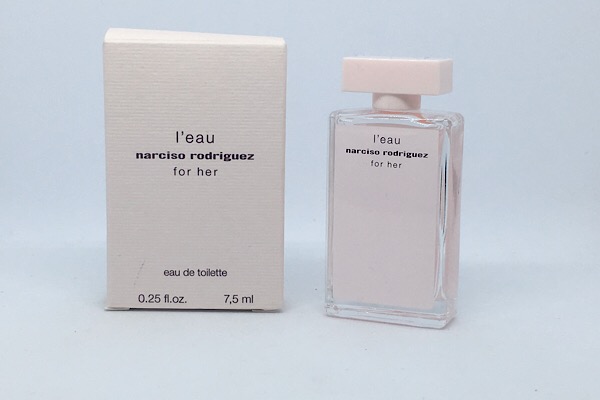 l'eau
narciso rodriguez
for her
eau de toilette
0.25 fl.oz. 7,5 ml
l'eau
narciso rodriguez
for her